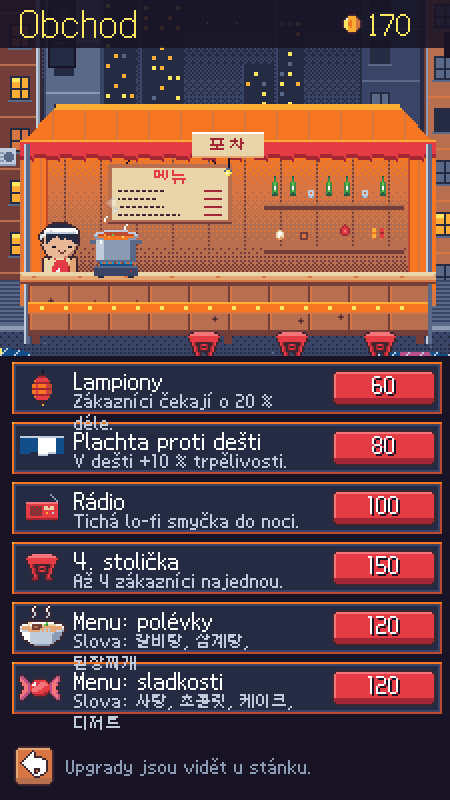 Obchod
170
포차
메뉴
Lampiony
60
Zákazníci čekají o 20 %
déle.
Plachta proti dešti
80
V dešti +10 % trpělivosti.
Rádio
100
Tichá lo-fi smyčka do noci.
4. stolička
150
Až 4 zákazníci najednou.
Menu: polévky
120
Slova: 갈비탕, 삼계탕,
된장찌개
Menu: sladkosti
120
Slova: 사탕, 초콜릿, 케이크,
디저트
Upgrady jsou vidět u stánku.